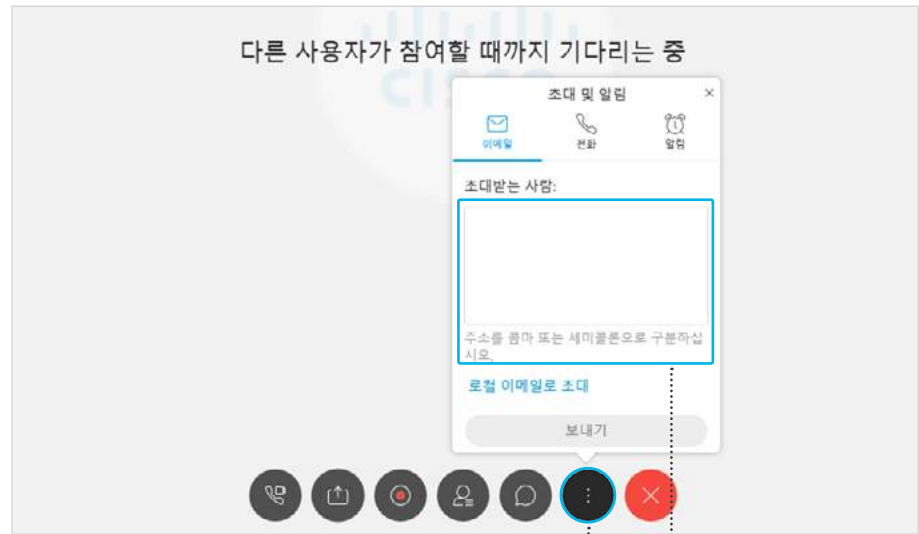 다른 사용자가 참여할 때까지 기다리는 중
CISCO
초대 및 알림
이메일 전화 알림
초대받는 사람:
주소를 콤마 또는 세미콜론으로 구분하십
시오.
로컬 이메일로 초대
보내기